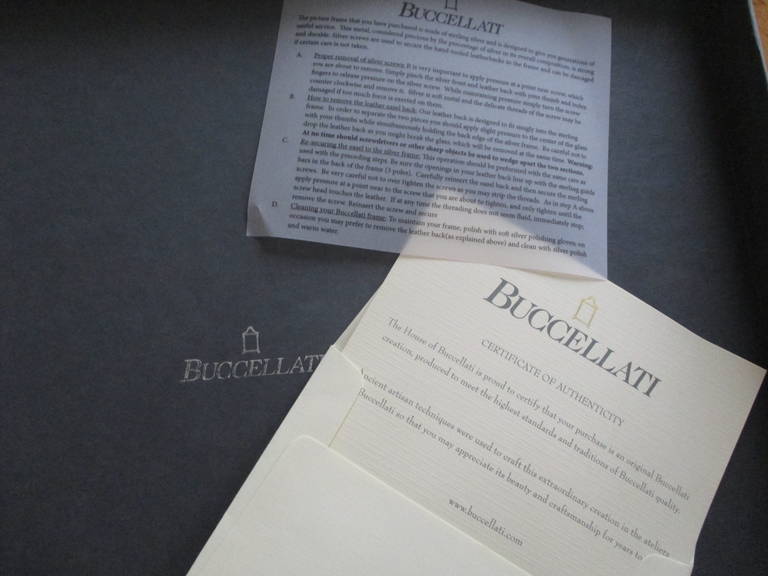 BUCCELLATI
The picture frame that you have purchased is made of sterling silver and is designed to give you generations of
useful service. This metal, considered precious by the percentage of silver in its overall composition, is strong
and durable. Silver screws are used to secure the hand tooled leatherbacks to the frame and can be damaged
if certain care is not taken.
A. Proper removal of silver screws: It is very important to apply pressure at a point near screw, which
you are about to remove. Simply pinch the silver front and leather back with your thumb and index
fingers to release pressure on the silver screw. While maintaining pressure simply turn the screw
counter clockwise and remove it. Silver is soft metal and the delicate threads of the screw may be
damaged if too much force is exerted on them.
B. How to remove the leather easel back: Our leather back is designed to fit snugly into the sterling
frame. In order to separate the two pieces you should apply slight pressure to the center of the glass
with your thumbs while simultaneously holding the back edge of the silver frame. Be careful not to
drop the leather back as you might break the glass, which will be removed at the same time. Warning:
At no time should screwdrivers or other sharp objects be used to wedge apart the two sections.
C. Re-securing the easel to the silver frame: This operation should be preformed with the same care as
used with the preceding steps. Be sure the openings in your leather back line up with the sterling guide
bars in the back of the frame (3 poles). Carefully reinsert the easel back and then secure the sterling
screws. Be very careful not to over tighten the screws as you may strip the threads. As in step A above
apply pressure at a point near to the screw that you are about to tighten, and only tighten until the
screw head touches the leather. If at any time the threading does not seem fluid, immediately stop,
remove the screw. Reinsert the screw and secure
D. Cleaning your Buccellati frame: To maintain your frame, polish with soft silver polishing gloves on
occasion you may prefer to remove the leather back(as explained above) and clean with silver polish
and warm water.
BUCCELLATI
BUCCELLATI
CERTIFICATE OF AUTHENTICITY
The House of Buccellati is proud to certify that your purchase is an original Buccellati
creation, produced to meet the highest standards and traditions of Buccellati quality.
Ancient artisan techniques were used to craft this extraordinary creation in the ateliers
Buccellati so that you may appreciate its beauty and craftsmanship for years to
www.buccellati.com